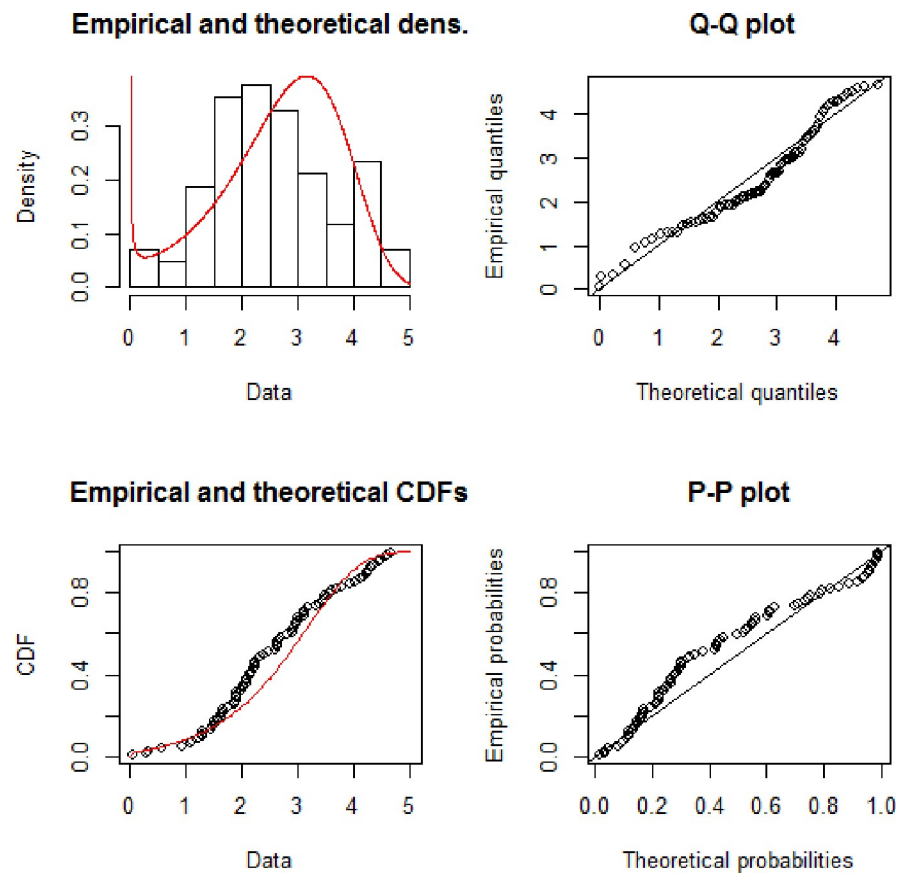 Empirical and theoretical dens.
Density
0.0 0.1 0.2 0.3
0 1 2 3 4 5
Data
Q-Q plot
Empirical quantiles
0 1 2 3 4
0 1 2 3 4
Theoretical quantiles
Empirical and theoretical CDFs
CDF
0.0 0.4 0.8
0 1 2 3 4 5
Data
P-P plot
Empirical probabilities
0.0 0.4 0.8
0.0 0.2 0.4 0.6 0.8 1.0
Theoretical probabilities